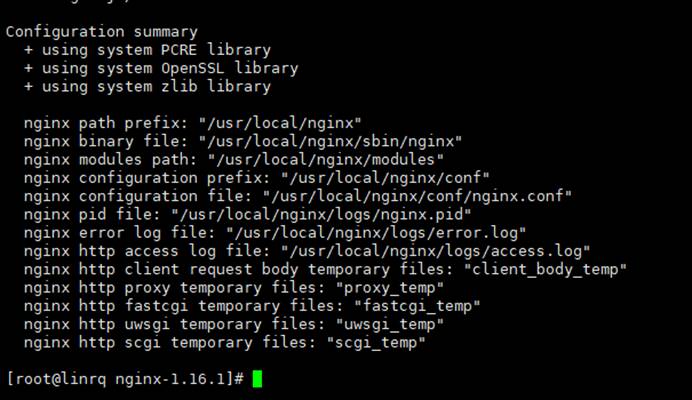 Configuration summary
+ using system PCRE library
+ using system OpenSSL library
+ using system zlib library
nginx path prefix: "/usr/local/nginx"
nginx binary file: "/usr/local/nginx/sbin/nginx"
nginx modules path: "/usr/local/nginx/modules"
nginx configuration prefix: "/usr/local/nginx/conf"
nginx configuration file: "/usr/local/nginx/conf/nginx.conf"
nginx pid file: "/usr/local/nginx/logs/nginx.pid"
nginx error log file: "/usr/local/nginx/logs/error.log"
nginx http access log file: "/usr/local/nginx/logs/access.log"
nginx http client request body temporary files: "client_body_temp"
nginx http proxy temporary files: "proxy_temp"
nginx http fastcgi temporary files: "fastcgi_temp"
nginx http uwsgi temporary files: "uwsgi_temp"
nginx http scgi temporary files: "scgi_temp"
[root@linrq nginx-1.16.1]#